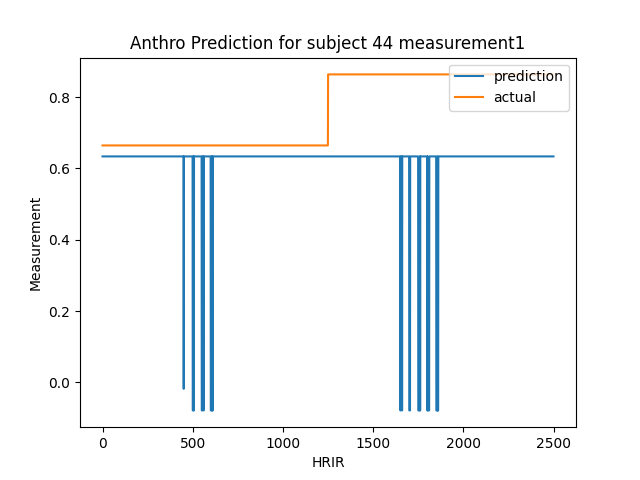 Anthro Prediction for subject 44 measurement1
prediction
actual
0.8
0.6
0.4
0.2
0.0
Measurement
0
500
1000
1500
2000
2500
HRIR